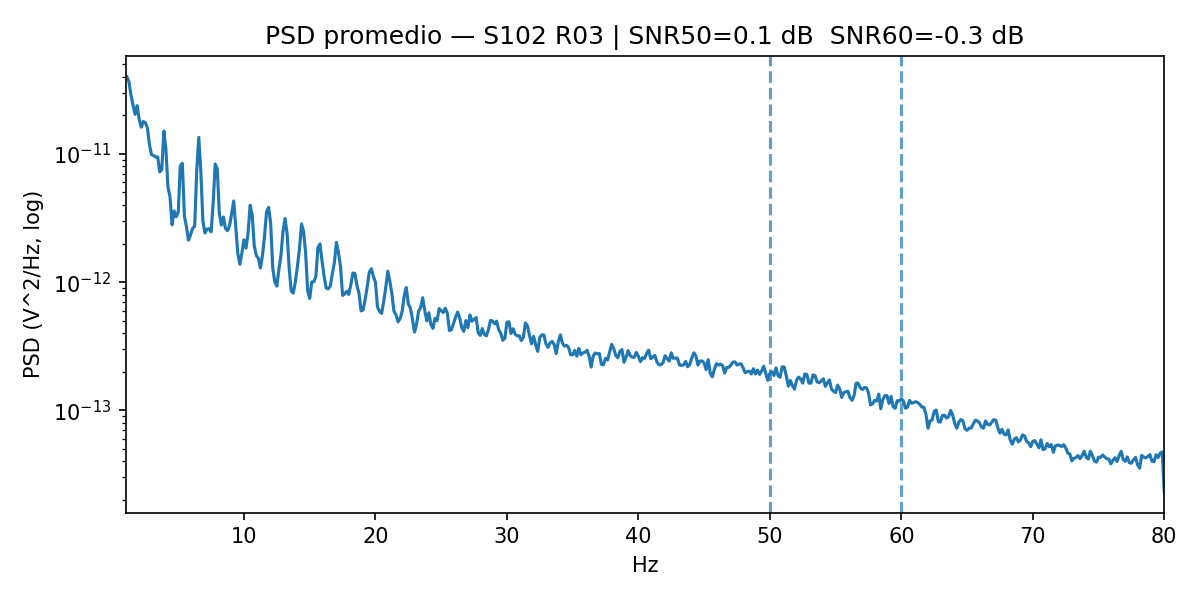 PSD promedio — S102 R03 | SNR50=0.1 dB  SNR60=-0.3 dB
PSD (V^2/Hz, log)
10⁻¹¹
10⁻¹²
10⁻¹³
10 20 30 40 50 60 70 80
Hz